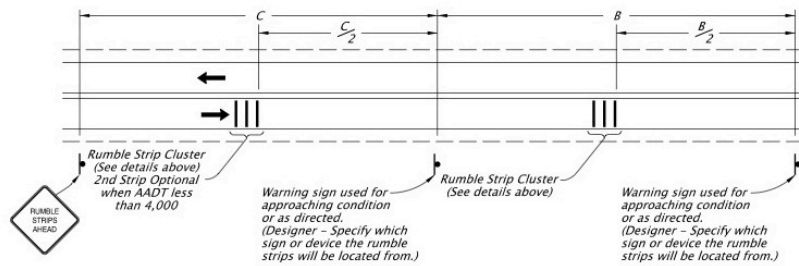 C
C/2
B
B/2
Rumble Strip Cluster
(See details above)
2nd Strip Optional
when AADT less
than 4,000
RUMBLE
STRIPS
AHEAD
Warning sign used for
approaching condition
or as directed.
(Designer - Specify which
sign or device the rumble
strips will be located from.)
Rumble Strip Cluster
(See details above)
Warning sign used for
approaching condition
or as directed.
(Designer - Specify which
sign or device the rumble
strips will be located from.)